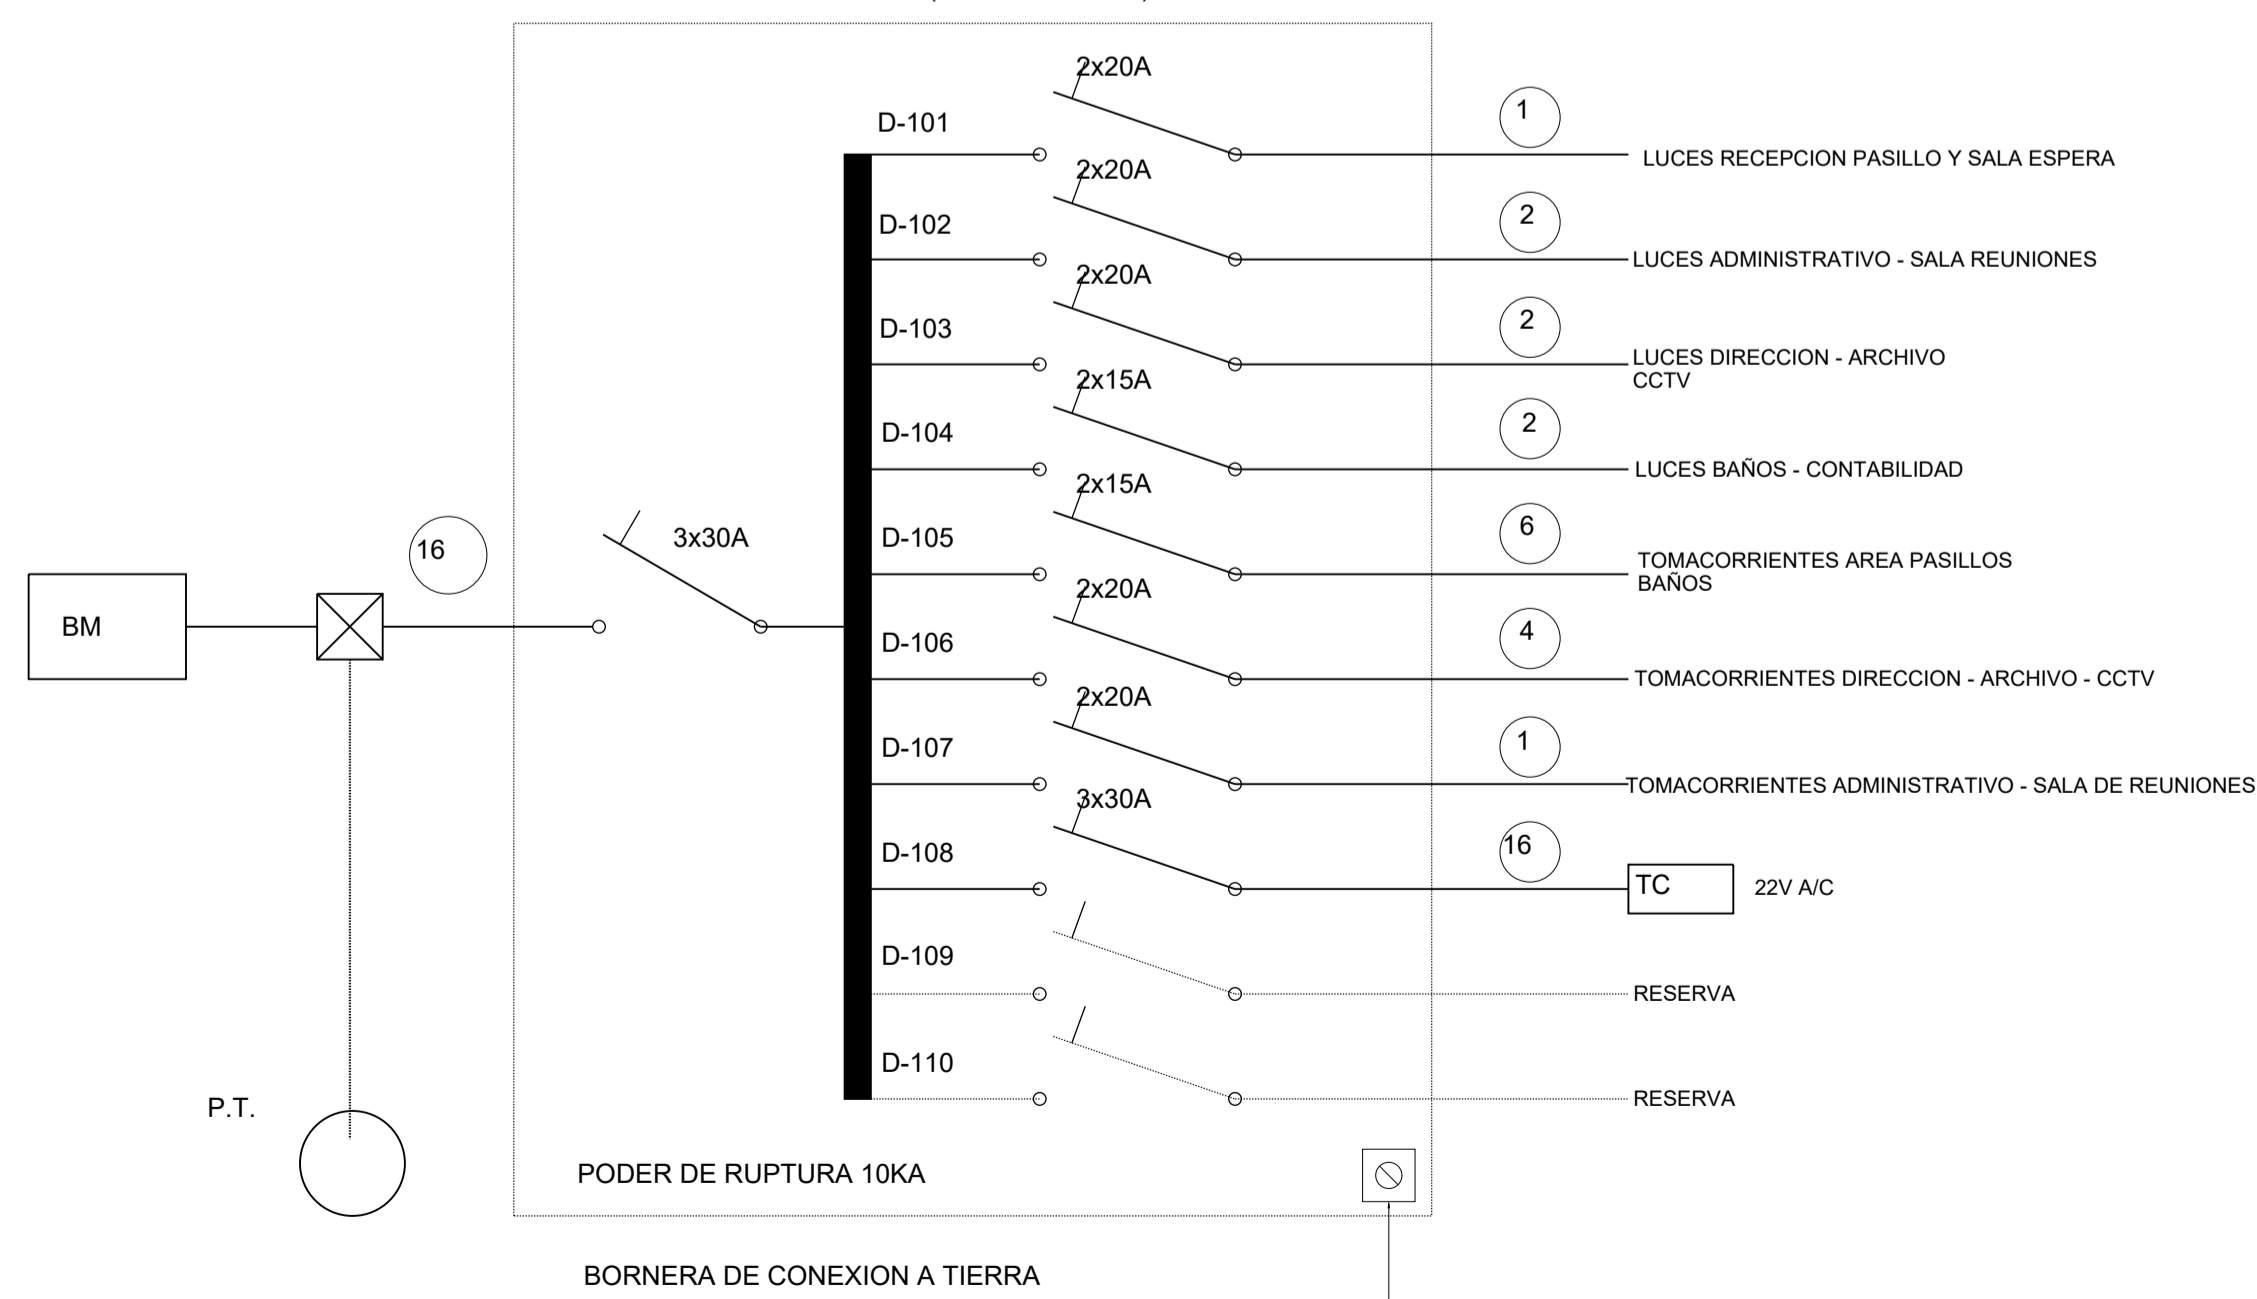 2x20A
1
D-101
LUCES RECEPCION PASILLO Y SALA ESPERA
2x20A
2
D-102
LUCES ADMINISTRATIVO - SALA REUNIONES
2x20A
2
D-103
LUCES DIRECCION - ARCHIVO
CCTV
2x15A
2
D-104
LUCES BAÑOS - CONTABILIDAD
2x15A
6
D-105
TOMACORRIENTES AREA PASILLOS
BAÑOS
16
3x30A
BM
2x20A
4
D-106
TOMACORRIENTES DIRECCION - ARCHIVO - CCTV
2x20A
1
D-107
TOMACORRIENTES ADMINISTRATIVO - SALA DE REUNIONES
3x30A
16
D-108
TC
22V A/C
D-109
RESERVA
D-110
RESERVA
P.T.
PODER DE RUPTURA 10KA
BORNERA DE CONEXION A TIERRA